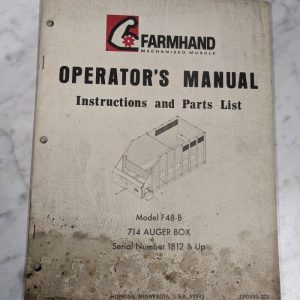 FARMHAND
MECHANIZED MUSCLE
OPERATOR'S MANUAL
Instructions and Parts List
Model F48-B
714 AUGER BOX
Serial Number 1812 & Up
HOPKINS, MINNESOTA, U.S.A. 55343